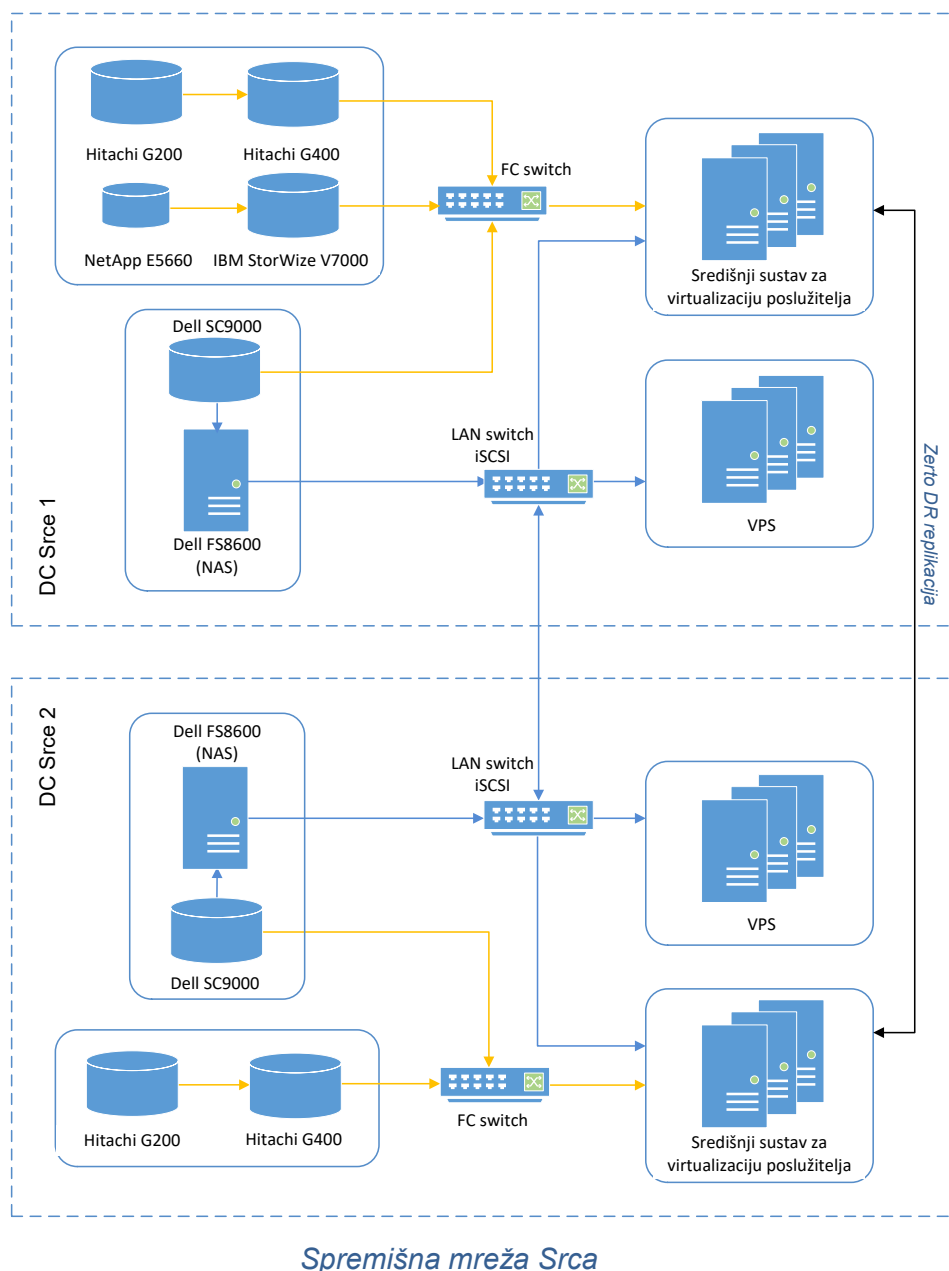 DC Srce 1
Hitachi G200
Hitachi G400
NetApp E5660
IBM StorWize V7000
FC switch
Središnji sustav za
virtualizaciju poslužitelja
Dell SC9000
Dell FS8600
(NAS)
LAN switch
iSCSI
VPS
Zerto DR replikacija
DC Srce 2
Dell FS8600
(NAS)
Dell SC9000
LAN switch
iSCSI
VPS
Hitachi G200
Hitachi G400
FC switch
Središnji sustav za
virtualizaciju poslužitelja
Spremišna mreža Srca